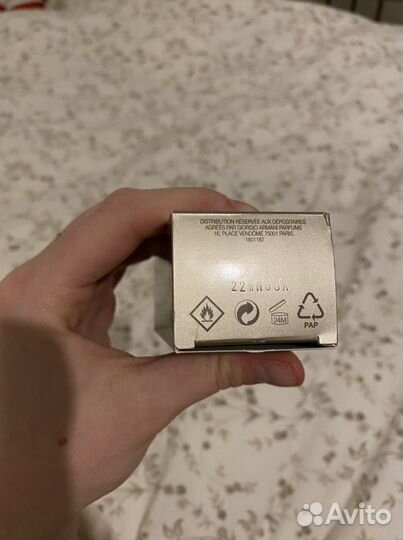 DISTRIBUTION RÉSERVÉE AUX DÉPOSITAIRES
AGRÉÉS PAR GIORGIO ARMANI PARFUMS
16, PLACE VENDÔME 75001 PARIS
1601187
24M
PAP
Avito